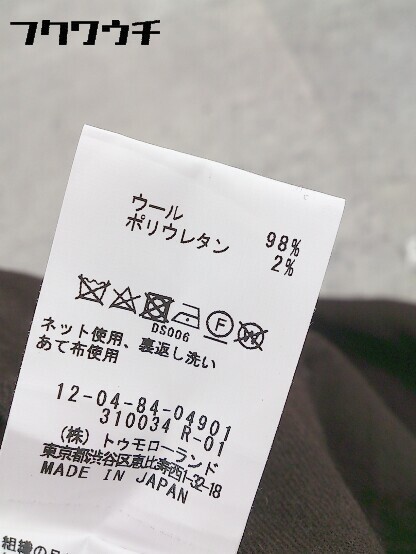 フクワウチ
ウール 98%
ポリウレタン 2%
DS006
ネット使用、裏返し洗い
あて布使用
12-04-84-04901
310034 R-01
(株) トゥモローランド
東京都渋谷区恵比寿西1-32-18
MADE IN JAPAN